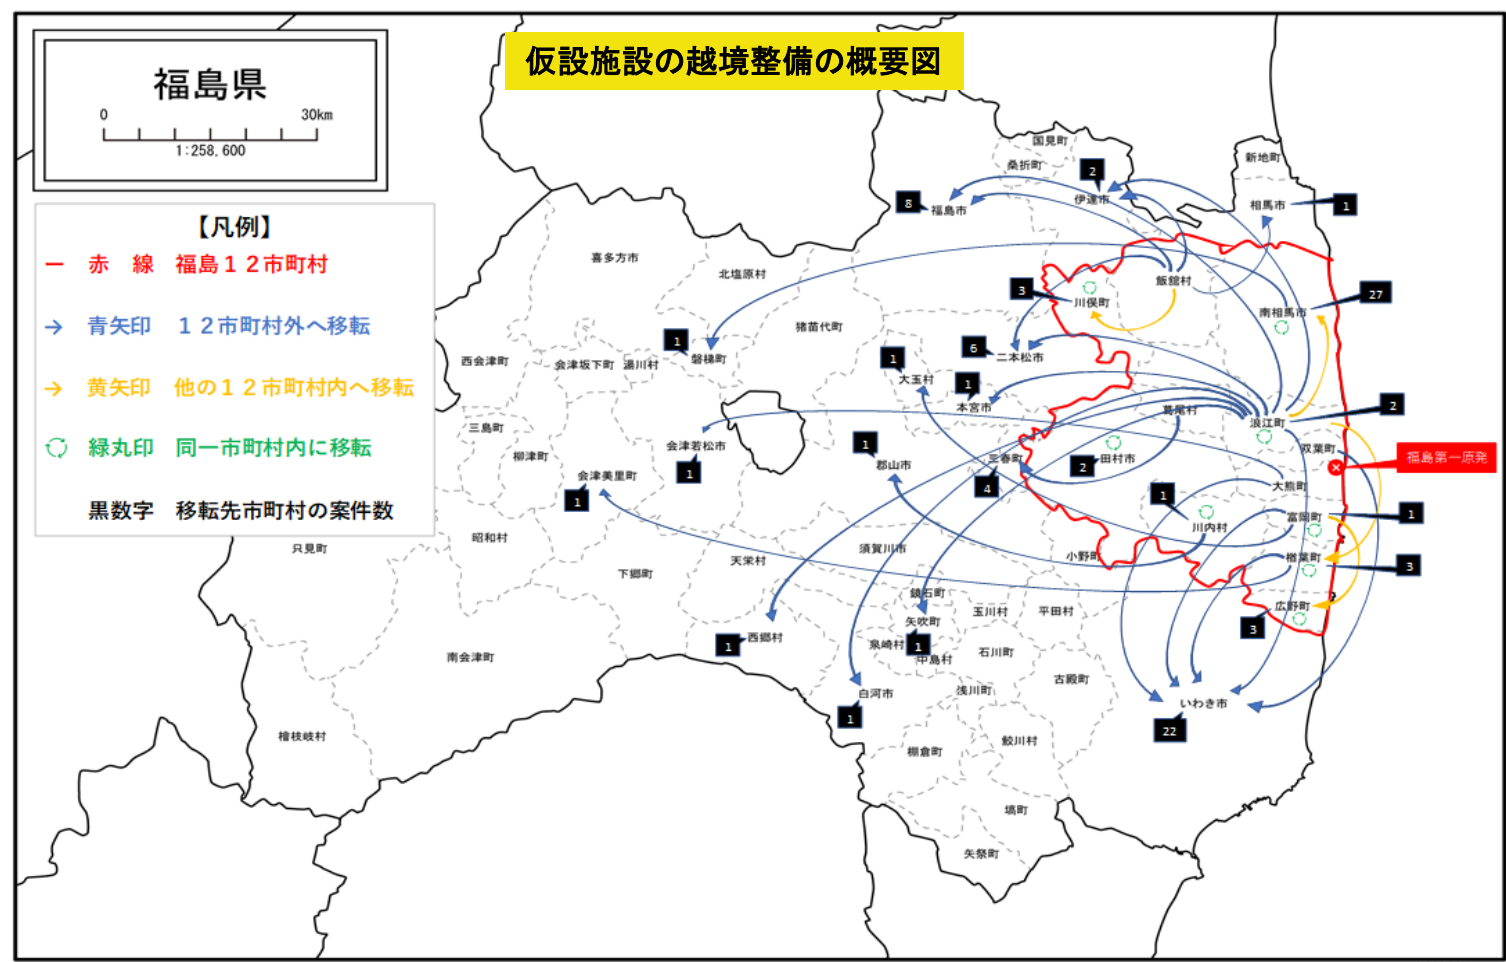 仮設施設の越境整備の概要図
福島県
0 30km
1:258,600
【凡例】
赤 線 福島１２市町村
青矢印 １２市町村外へ移転
黄矢印 他の１２市町村内へ移転
緑丸印 同一市町村内に移転
黒数字 移転先市町村の案件数
国見町
桑折町
新地町
2
伊達市
8
福島市
相馬市
1
喜多方市
北塩原村
飯舘村
3
川俣町
27
南相馬市
猪苗代町
1
磐梯町
西会津町
会津坂下町
湯川村
6
二本松市
1
大玉村
1
本宮市
葛尾村
2
浪江町
三島町
柳津町
会津若松市
1
会津美里町
1
1
郡山市
三春町
4
2
田村市
双葉町
福島第一原発
大熊町
1
川内村
富岡町
1
楢葉町
3
広野町
3
只見町
昭和村
下郷町
天栄村
須賀川市
小野町
鏡石町
矢吹町
1
玉川村
平田村
泉崎村
中島村
石川町
西郷村
1
南会津町
白河市
1
浅川町
古殿町
いわき市
22
檜枝岐村
棚倉町
鮫川村
塙町
矢祭町